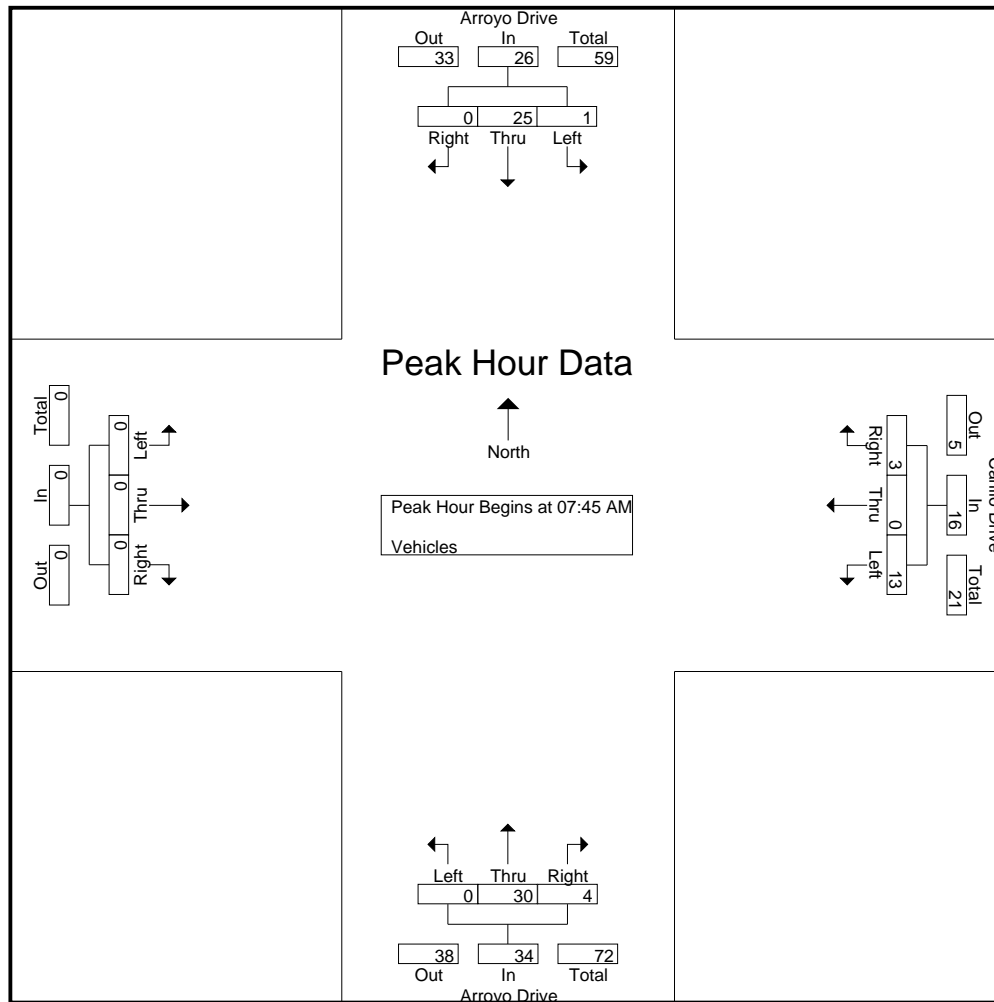 Arroyo Drive
Out In Total
33 26 59
0 25 1
Right Thru Left
Peak Hour Data
North
Peak Hour Begins at 07:45 AM
Vehicles
Total In Out
0 0 0
0 0 0
Left Thru Right
Right Thru Left
3 0 13
5 16 21
Out In Total
Drive
Left Thru Right
0 30 4
38 34 72
Out In Total
Arroyo Drive